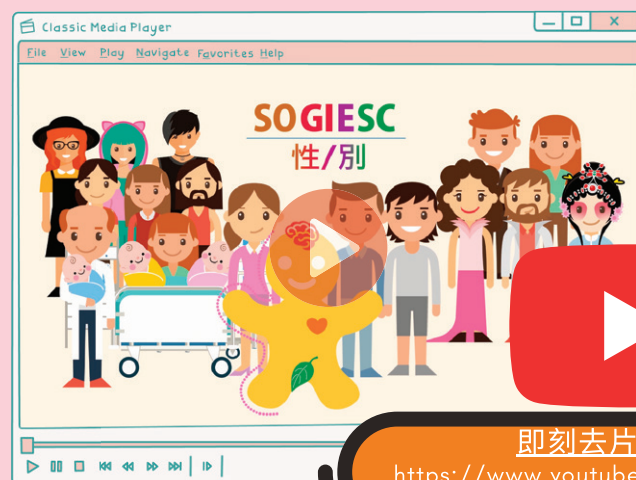 Classic Media Player
File View Play Navigate Favorites Help
SOGIESC
性/別
即刻去片
https://www.youtube